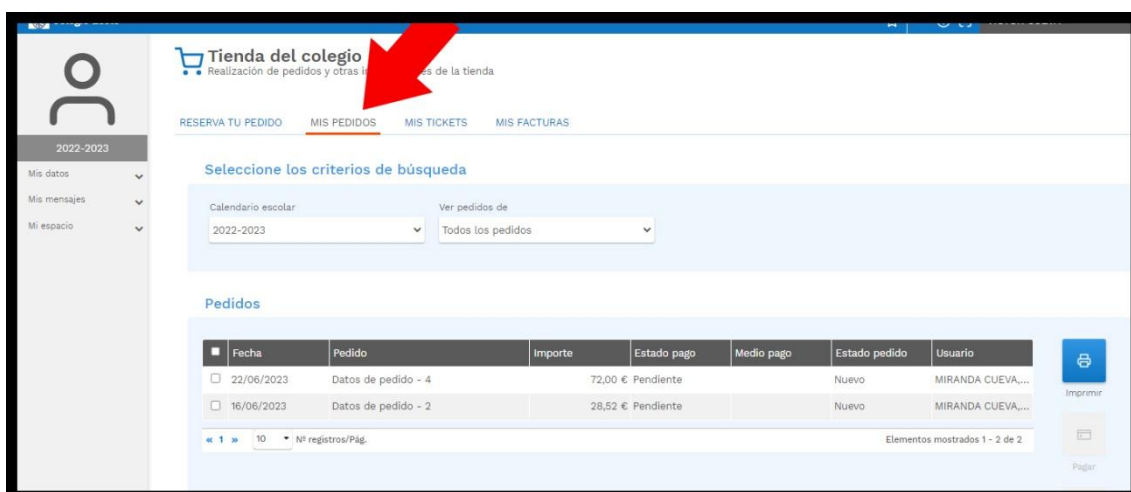 Tienda del colegio
Realización de pedidos y otras es de la tienda
RESERVA TU PEDIDO MIS PEDIDOS MIS TICKETS MIS FACTURAS
2022-2023
Mis datos
Mis mensajes
Mi espacio
Seleccione los criterios de búsqueda
Calendario escolar Ver pedidos de
2022-2023 Todos los pedidos
Pedidos
Fecha Pedido Importe Estado pago Medio pago Estado pedido Usuario
22/06/2023 Datos de pedido - 4 72,00 € Pendiente Nuevo MIRANDA CUEVA,...
16/06/2023 Datos de pedido - 2 28,52 € Pendiente Nuevo MIRANDA CUEVA,...
« 1 » 10 Nº registros/Pág. Elementos mostrados 1 - 2 de 2
Imprimir
Pagar